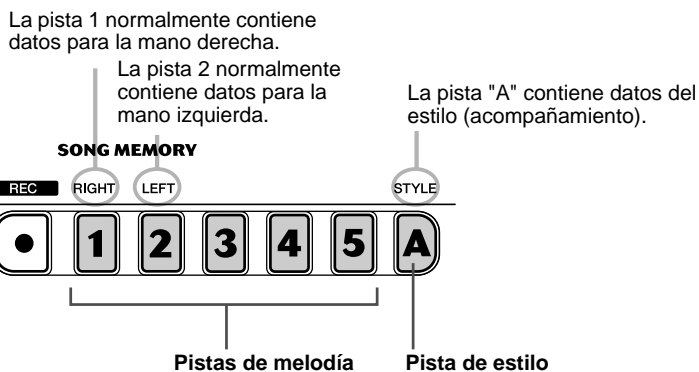 La pista 1 normalmente contiene
datos para la mano derecha.
La pista 2 normalmente
contiene datos para la
mano izquierda.
La pista "A" contiene datos del
estilo (acompañamiento).
SONG MEMORY
REC RIGHT LEFT STYLE
1 2 3 4 5 A
Pistas de melodía Pista de estilo